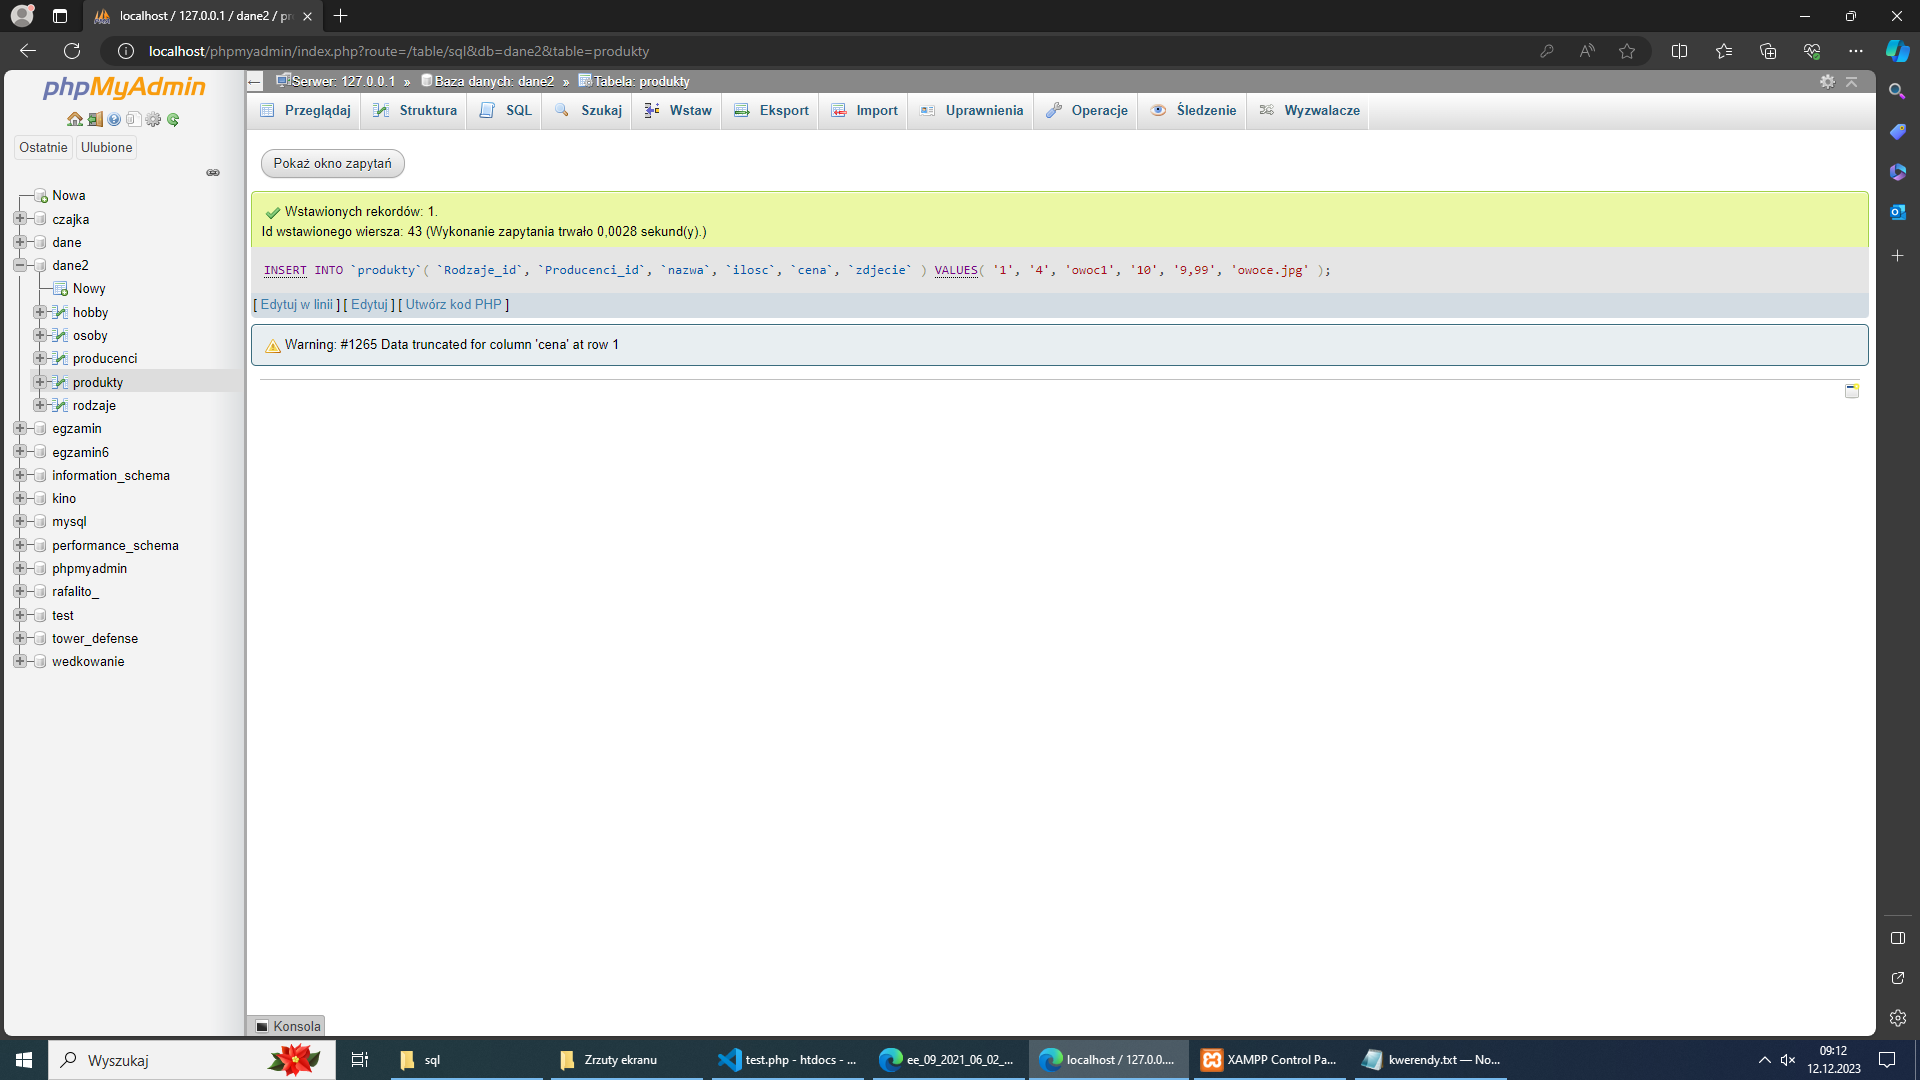 localhost / 127.0.0.1 / dane2 / pr
localhost/phpmyadmin/index.php?route=/table/sql&db=dane2&table=produkty
phpMyAdmin
Ostatnie
Ulubione
Nowa
czajka
dane
dane2
Nowy
hobby
osoby
producenci
produkty
rodzaje
egzamin
egzamin6
information_schema
kino
mysql
performance_schema
phpmyadmin
rafalito_
test
tower_defense
wedkowanie
Serwer: 127.0.0.1 » Baza danych: dane2 » Tabela: produkty
Przeglądaj Struktura SQL Szukaj Wstaw Eksport Import Uprawnienia Operacje Śledzenie Wyzwalacze
Pokaż okno zapytań
Wstawionych rekordów: 1.
Id wstawionego wiersza: 43 (Wykonanie zapytania trwało 0,0028 sekund(y).)
INSERT INTO `produkty`( `Rodzaje_id`, `Producenci_id`, `nazwa`, `ilosc`, `cena`, `zdjecie` ) VALUES( '1', '4', 'owoc1', '10', '9,99', 'owoce.jpg' );
[ Edytuj w linii ] [ Edytuj ] [ Utwórz kod PHP ]
Warning: #1265 Data truncated for column 'cena' at row 1
Konsola
Wyszukaj
sql
Zrzuty ekranu
test.php - htdocs - ...
ee_09_2021_06_02_...
localhost / 127.0.0....
XAMPP Control Pa...
kwerendy.txt — No...
09:12
12.12.2023